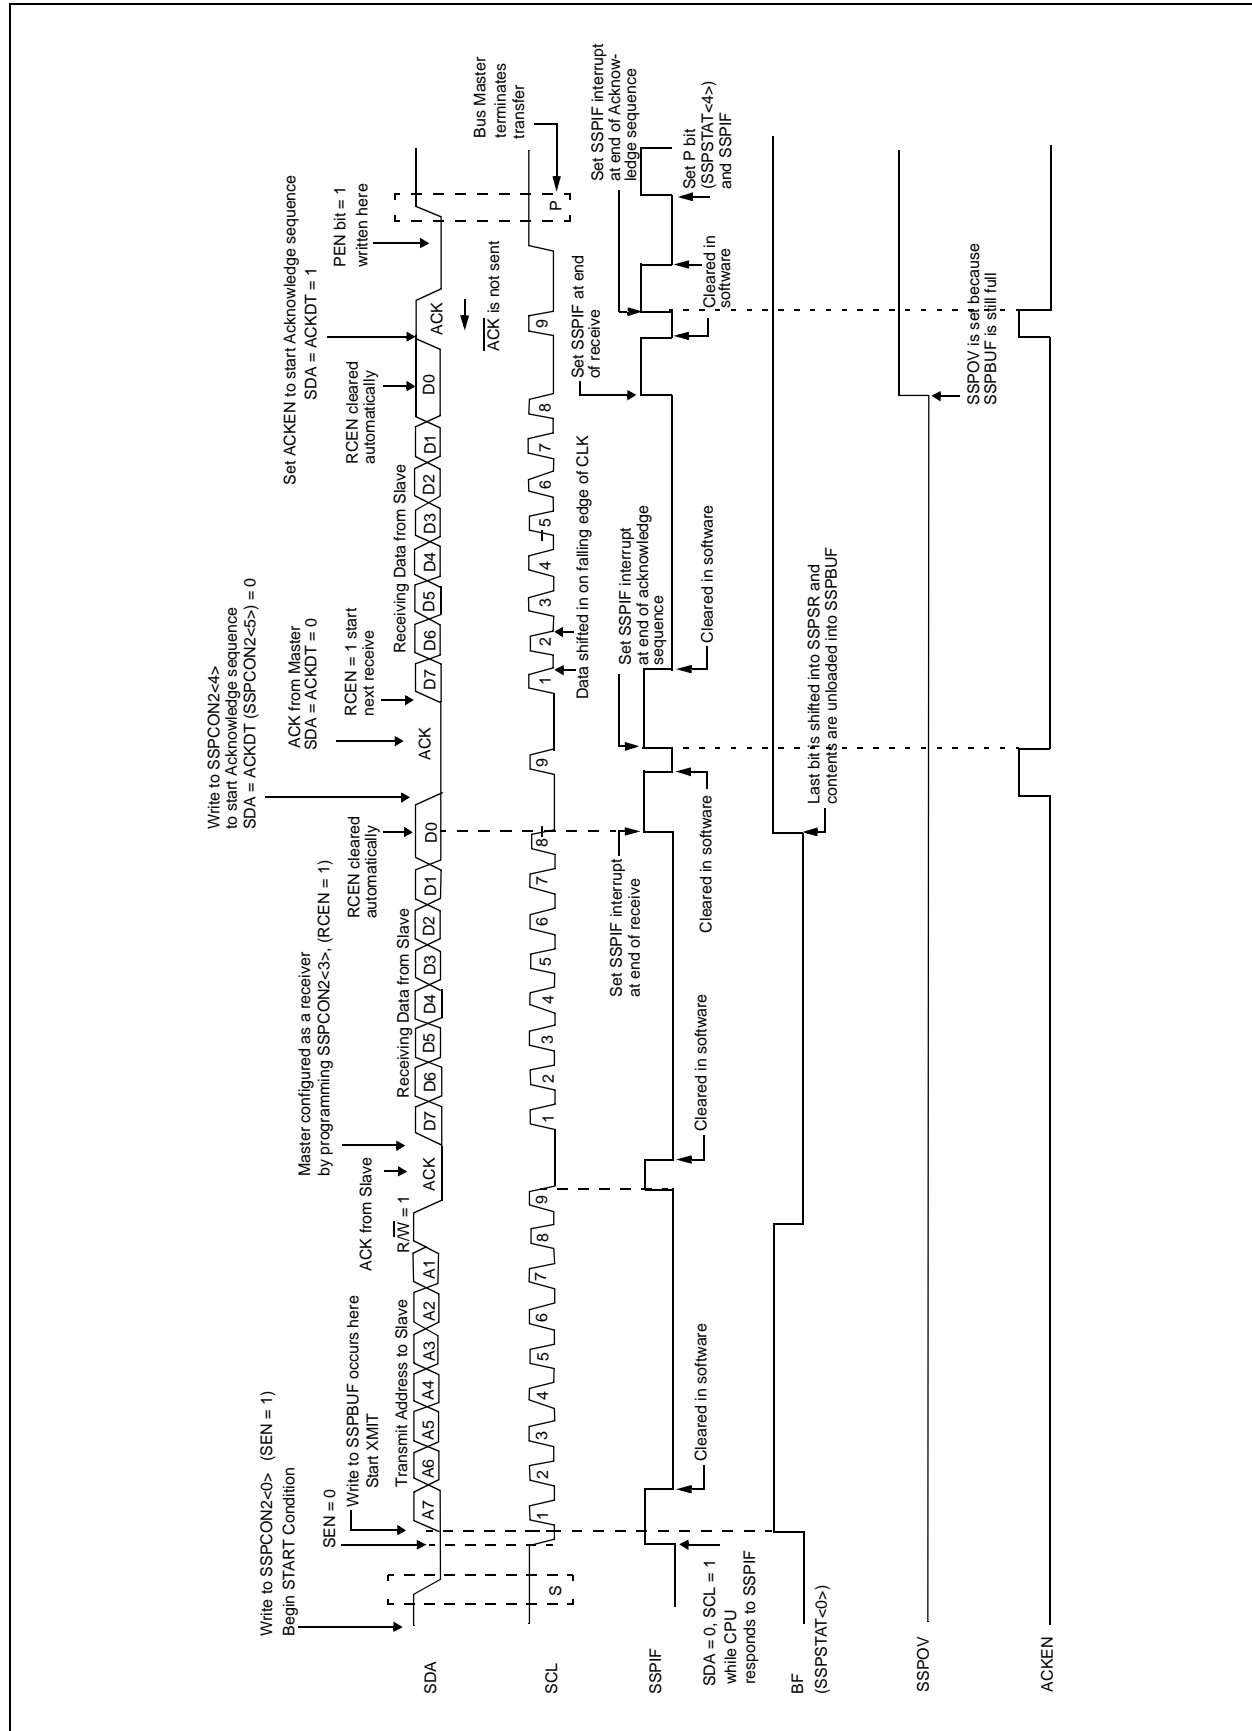 Write to SSPCON2<4>
to start Acknowledge sequence
SDA = ACKDT (SSPCON2<5>) = 0
Set ACKEN to start Acknowledge sequence
SDA = ACKDT = 1
Write to SSPCON2<0> (SEN = 1)
Begin START Condition
Master configured as a receiver
by programming SSPCON2<3>, (RCEN = 1)
ACK from Master
SDA = ACKDT = 0
PEN bit = 1
written here
SEN = 0
Write to SSPBUF occurs here
Start XMIT
ACK from Slave
RCEN cleared
automatically
RCEN = 1 start
next receive
RCEN cleared
automatically
Transmit Address to Slave
R/W = 1
Receiving Data from Slave
Receiving Data from Slave
SDA
A7 A6 A5 A4 A3 A2 A1 ACK D7 D6 D5 D4 D3 D2 D1 D0 ACK D7 D6 D5 D4 D3 D2 D1 D0 ACK
ACK is not sent
Bus Master
terminates
transfer
SCL
S 1 2 3 4 5 6 7 8 9 1 2 3 4 5 6 7 8 9 1 2 3 4 5 6 7 8 9 P
Data shifted in on falling edge of CLK
Set SSPIF interrupt
at end of receive
Set SSPIF interrupt
at end of acknowledge
sequence
Set SSPIF at end
of receive
Set SSPIF interrupt
at end of Acknow-
ledge sequence
SSPIF
SDA = 0, SCL = 1
while CPU
responds to SSPIF
Cleared in software
Cleared in software
Cleared in software
Cleared in software
Cleared in
software
Set P bit
(SSPSTAT<4>)
and SSPIF
BF
(SSPSTAT<0>)
Last bit is shifted into SSPSR and
contents are unloaded into SSPBUF
SSPOV
SSPOV is set because
SSPBUF is still full
ACKEN